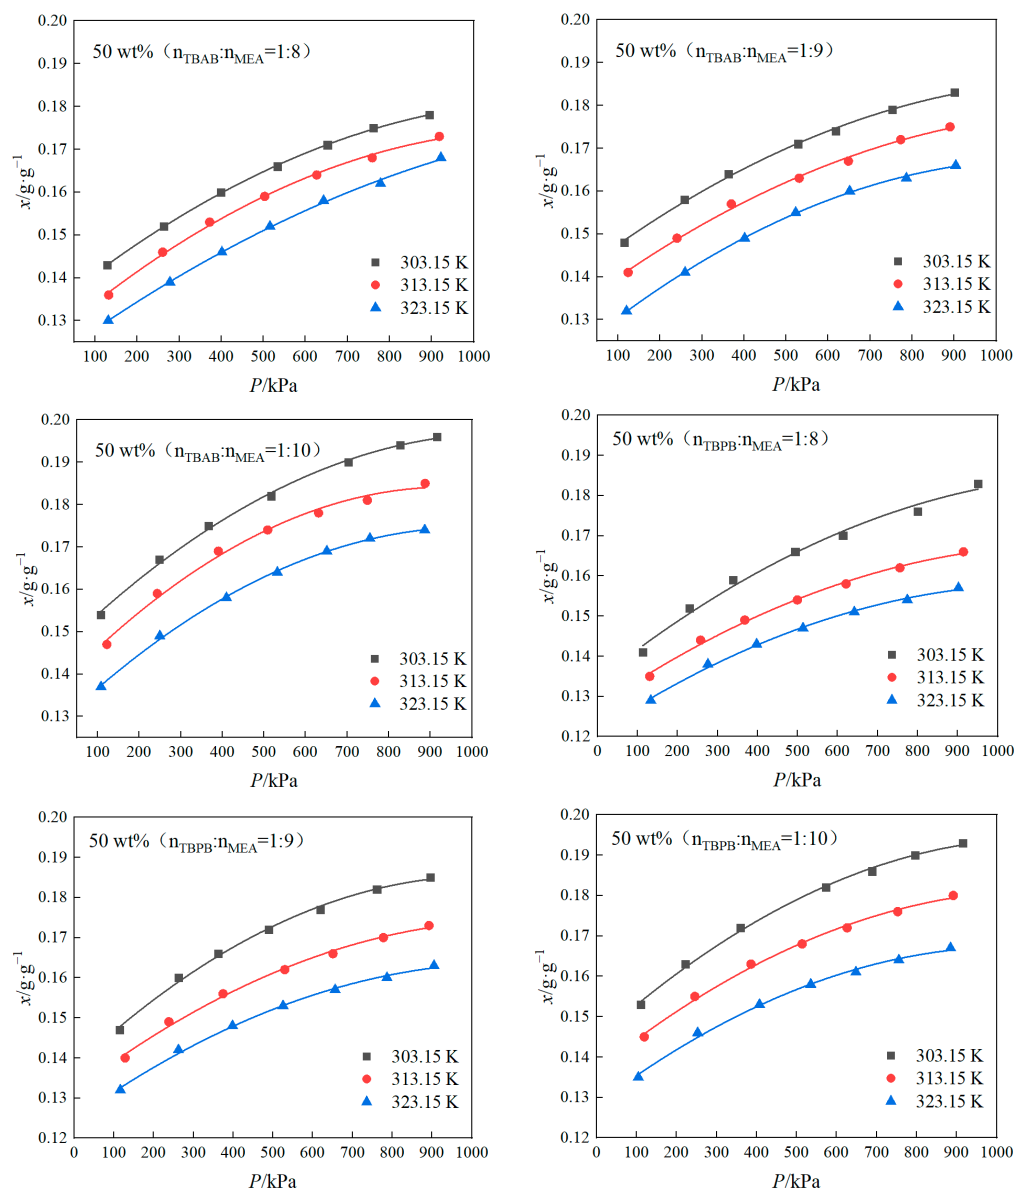 50 wt%（nTBAB:nMEA=1:8）
0.20
0.19
0.18
0.17
0.16
0.15
0.14
0.13
x/g·g−1
303.15 K
313.15 K
323.15 K
100 200 300 400 500 600 700 800 900 1000
P/kPa
50 wt%（nTBAB:nMEA=1:9）
0.20
0.19
0.18
0.17
0.16
0.15
0.14
0.13
x/g·g−1
303.15 K
313.15 K
323.15 K
100 200 300 400 500 600 700 800 900 1000
P/kPa
50 wt%（nTBAB:nMEA=1:10）
0.20
0.19
0.18
0.17
0.16
0.15
0.14
0.13
x/g·g−1
303.15 K
313.15 K
323.15 K
100 200 300 400 500 600 700 800 900 1000
P/kPa
50 wt%（nTBPB:nMEA=1:8）
0.20
0.19
0.18
0.17
0.16
0.15
0.14
0.13
0.12
x/g·g−1
303.15 K
313.15 K
323.15 K
0 100 200 300 400 500 600 700 800 900 1000
P/kPa
50 wt%（nTBPB:nMEA=1:9）
0.20
0.19
0.18
0.17
0.16
0.15
0.14
0.13
0.12
x/g·g−1
303.15 K
313.15 K
323.15 K
0 100 200 300 400 500 600 700 800 900 1000
P/kPa
50 wt%（nTBPB:nMEA=1:10）
0.20
0.19
0.18
0.17
0.16
0.15
0.14
0.13
0.12
x/g·g−1
303.15 K
313.15 K
323.15 K
0 100 200 300 400 500 600 700 800 900 1000
P/kPa